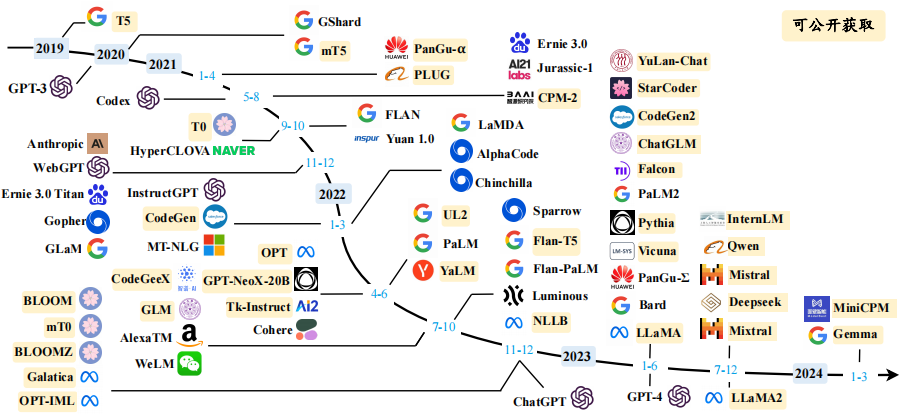 可公开获取
T5
2019
2020
2021
GPT-3
GShard
mT5
1-4
HUAWEI
PanGu-α
PLUG
Codex
5-8
Ernie 3.0
AI21 labs
Jurassic-1
BAAI
CPM-2
T0
HyperCLOVA
NAVER
9-10
FLAN
inspur
Yuan 1.0
Anthropic
WebGPT
11-12
LaMDA
AlphaCode
Chinchilla
Ernie 3.0 Titan
InstructGPT
2022
Gopher
CodeGen
GLaM
MT-NLG
1-3
OPT
UL2
PaLM
YaLM
CodeGeeX
GPT-NeoX-20B
4-6
GLM
Tk-Instruct
Ai2
AlexaTM
Cohere
WeLM
7-10
Sparrow
Flan-T5
Flan-PaLM
Luminous
NLLB
BLOOM
mT0
BLOOMZ
Galatica
OPT-IML
11-12
ChatGPT
2023
YuLan-Chat
StarCoder
CodeGen2
ChatGLM
TII
Falcon
PaLM2
Pythia
LM-SYS
Vicuna
HUAWEI
PanGu-Σ
Bard
LLaMA
1-6
GPT-4
InternLM
Qwen
Mistral
Deepseek
Mixtral
7-12
LLaMA2
2024
MiniCPM
Gemma
1-3